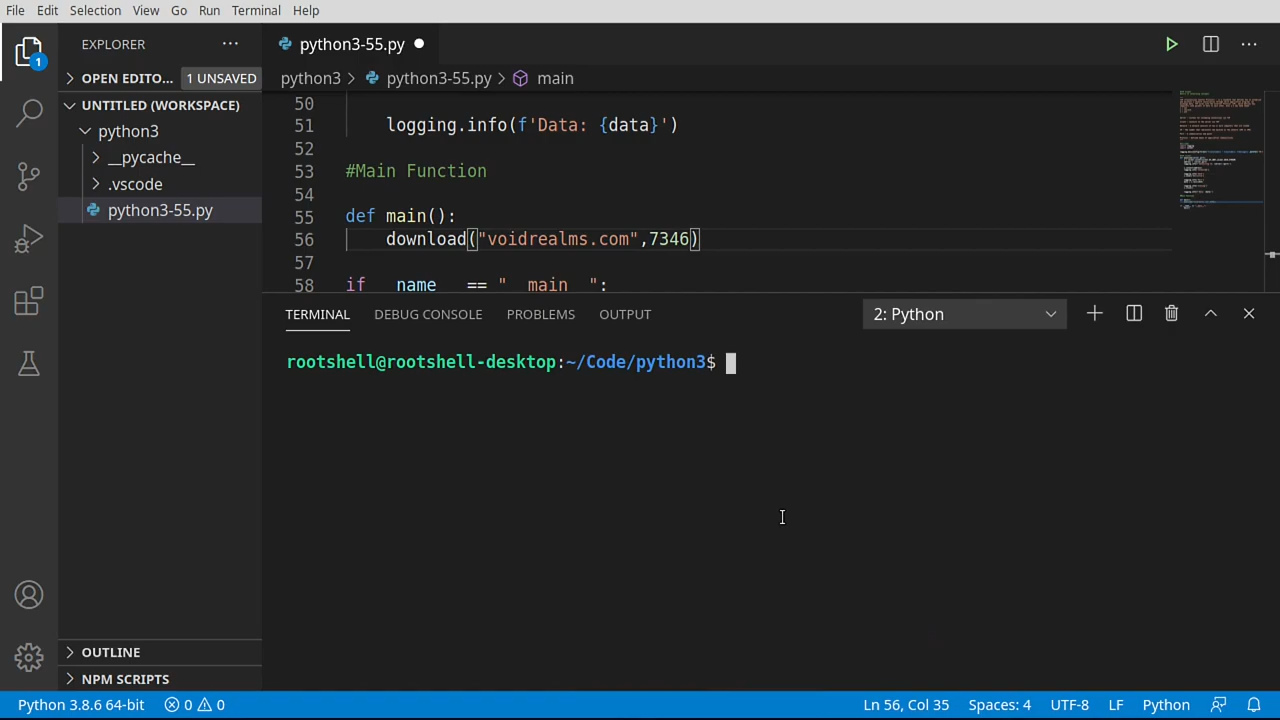 File Edit Selection View Go Run Terminal Help
1
EXPLORER ...
OPEN EDITO... 1 UNSAVED
UNTITLED (WORKSPACE)
python3
__pycache__
.vscode
python3-55.py
OUTLINE
NPM SCRIPTS
python3-55.py
python3 > python3-55.py > main
50
51 logging.info(f'Data: {data}')
52
53 #Main Function
54
55 def main():
56 download("voidrealms.com",7346)
57
58 if __name__ == "__main__":
TERMINAL DEBUG CONSOLE PROBLEMS OUTPUT 2: Python
rootshell@rootshell-desktop:~/Code/python3$
Python 3.8.6 64-bit 0 0 Ln 56, Col 35 Spaces: 4 UTF-8 LF Python